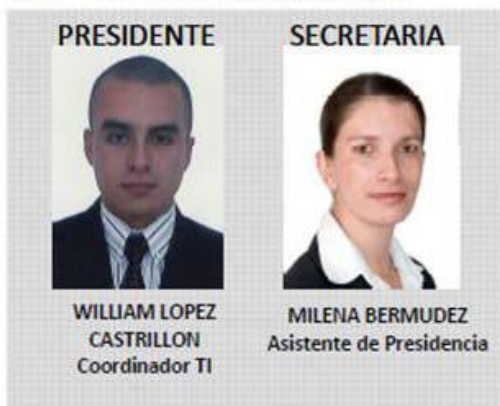 PRESIDENTE
SECRETARIA
WILLIAM LOPEZ
CASTRILLON
Coordinador TI
MILENA BERMUDEZ
Asistente de Presidencia